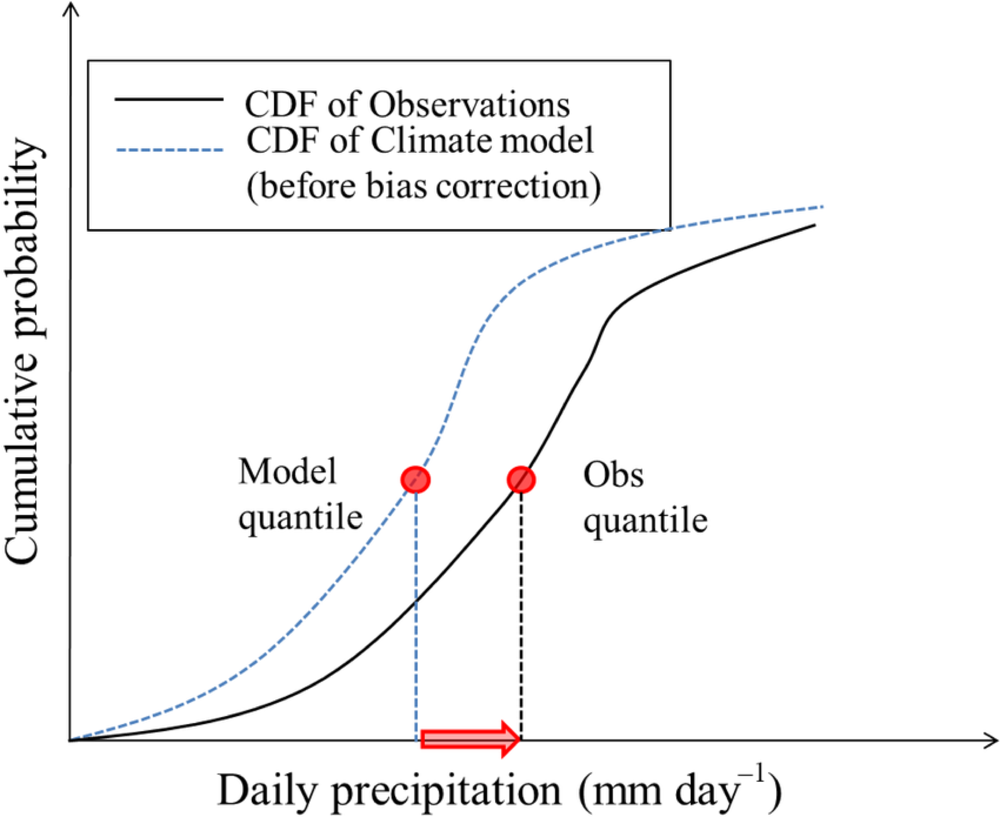 CDF of Observations
CDF of Climate model
(before bias correction)
Cumulative probability
Model
quantile
Obs
quantile
Daily precipitation (mm day⁻¹)